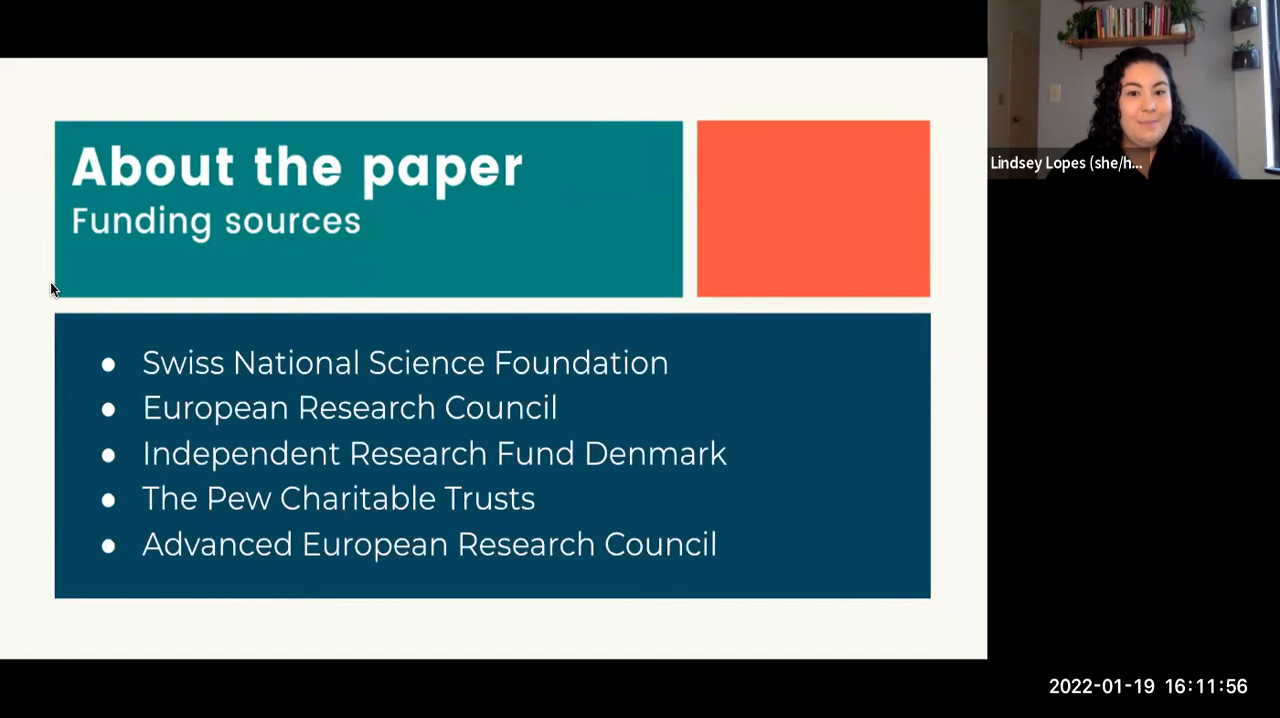 About the paper
Funding sources
● Swiss National Science Foundation
● European Research Council
● Independent Research Fund Denmark
● The Pew Charitable Trusts
● Advanced European Research Council
Lindsey Lopes (she/h...
2022-01-19 16:11:56